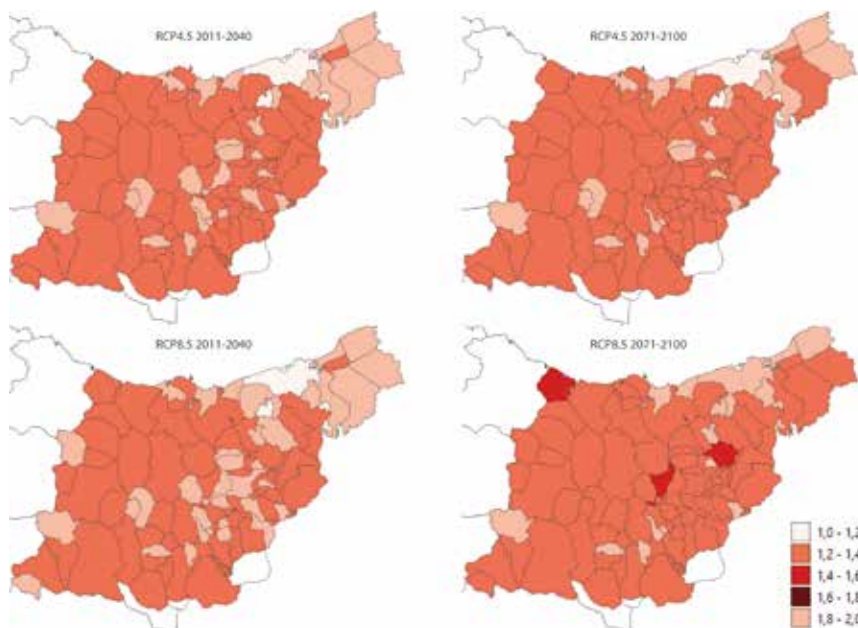 RCP4.5 2011-2040
RCP4.5 2071-2100
RCP8.5 2011-2040
RCP8.5 2071-2100
1,0 - 1,2
1,2 - 1,4
1,4 - 1,6
1,6 - 1,8
1,8 - 2,0